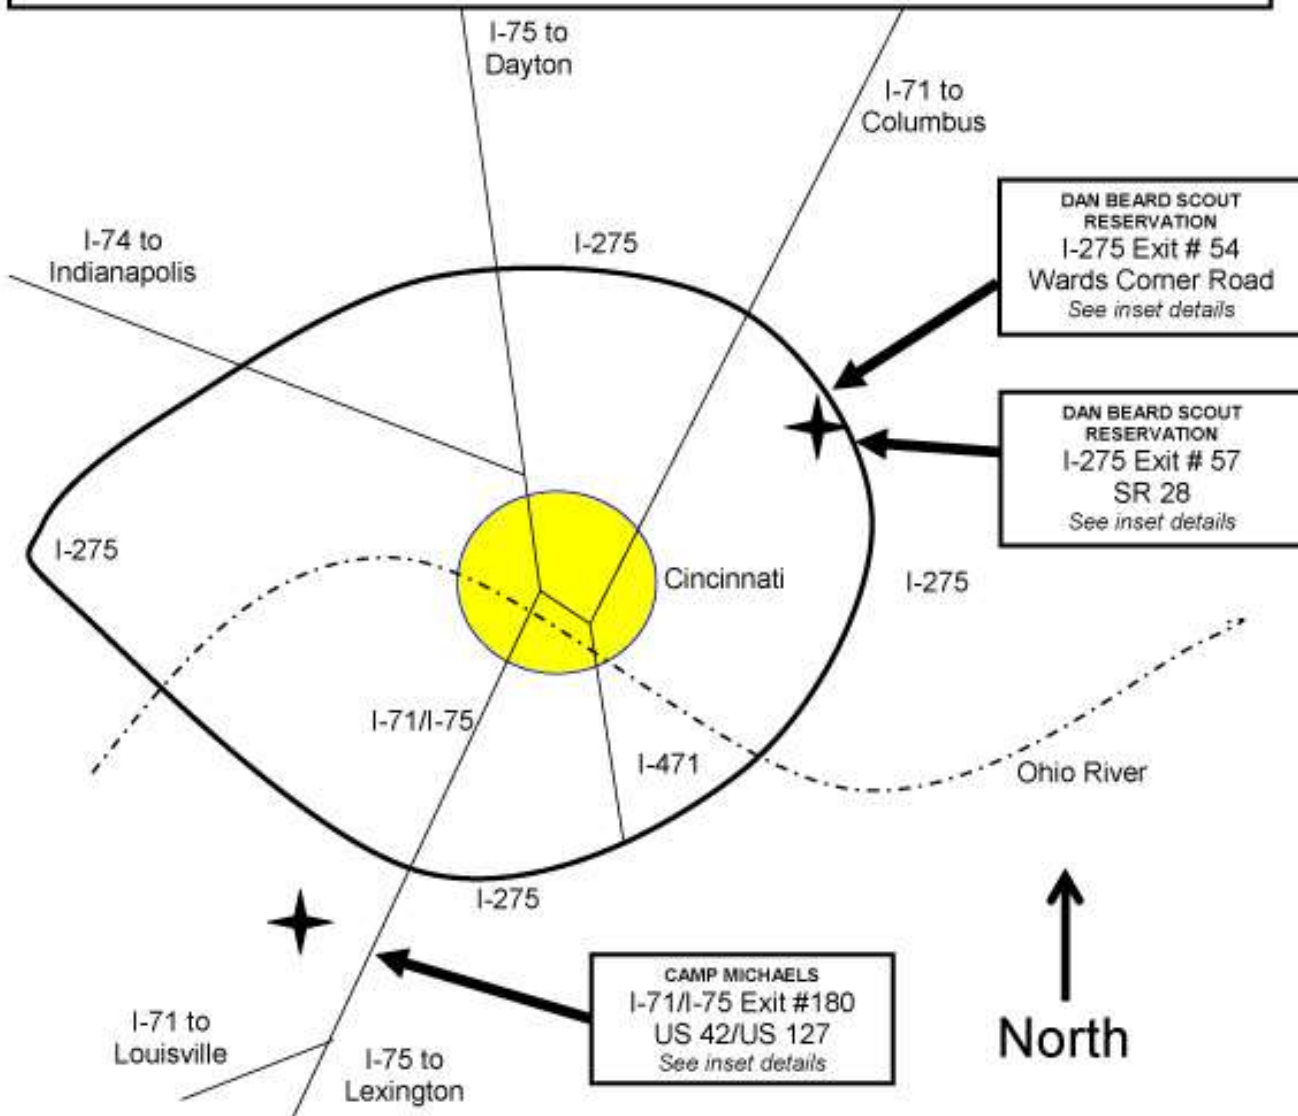 I-75 to
Dayton
I-71 to
Columbus
DAN BEARD SCOUT
RESERVATION
I-275 Exit # 54
Wards Corner Road
See inset details
I-74 to
Indianapolis
I-275
DAN BEARD SCOUT
RESERVATION
I-275 Exit # 57
SR 28
See inset details
I-275
Cincinnati
I-275
I-71/I-75
I-471
Ohio River
I-275
CAMP MICHAELS
I-71/I-75 Exit #180
US 42/US 127
See inset details
North
I-71 to
Louisville
I-75 to
Lexington